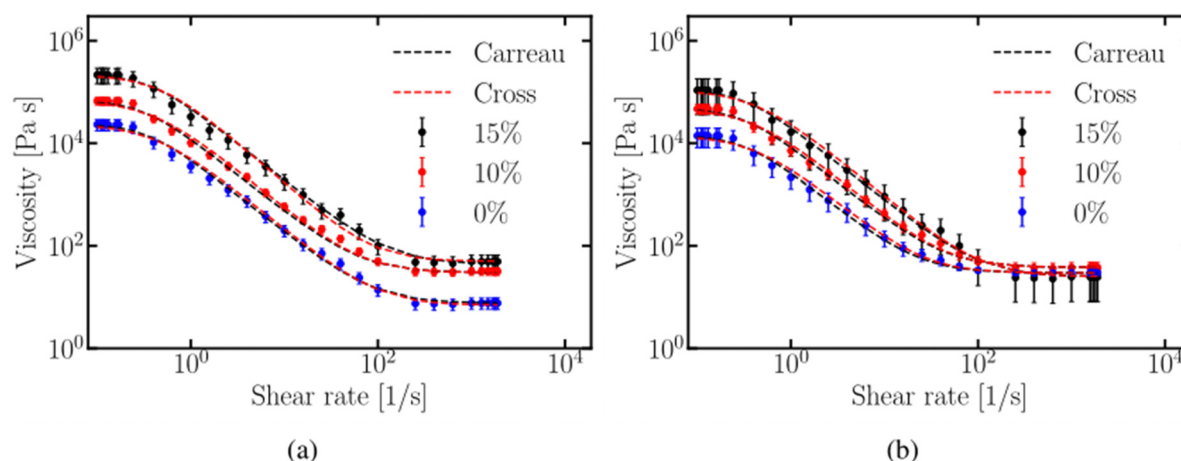 10^6
10^4
10^2
10^0
Viscosity [Pa s]
Carreau
Cross
15%
10%
0%
10^0
10^2
10^4
Shear rate [1/s]
(a)
10^6
10^4
10^2
10^0
Viscosity [Pa s]
Carreau
Cross
15%
10%
0%
10^0
10^2
10^4
Shear rate [1/s]
(b)